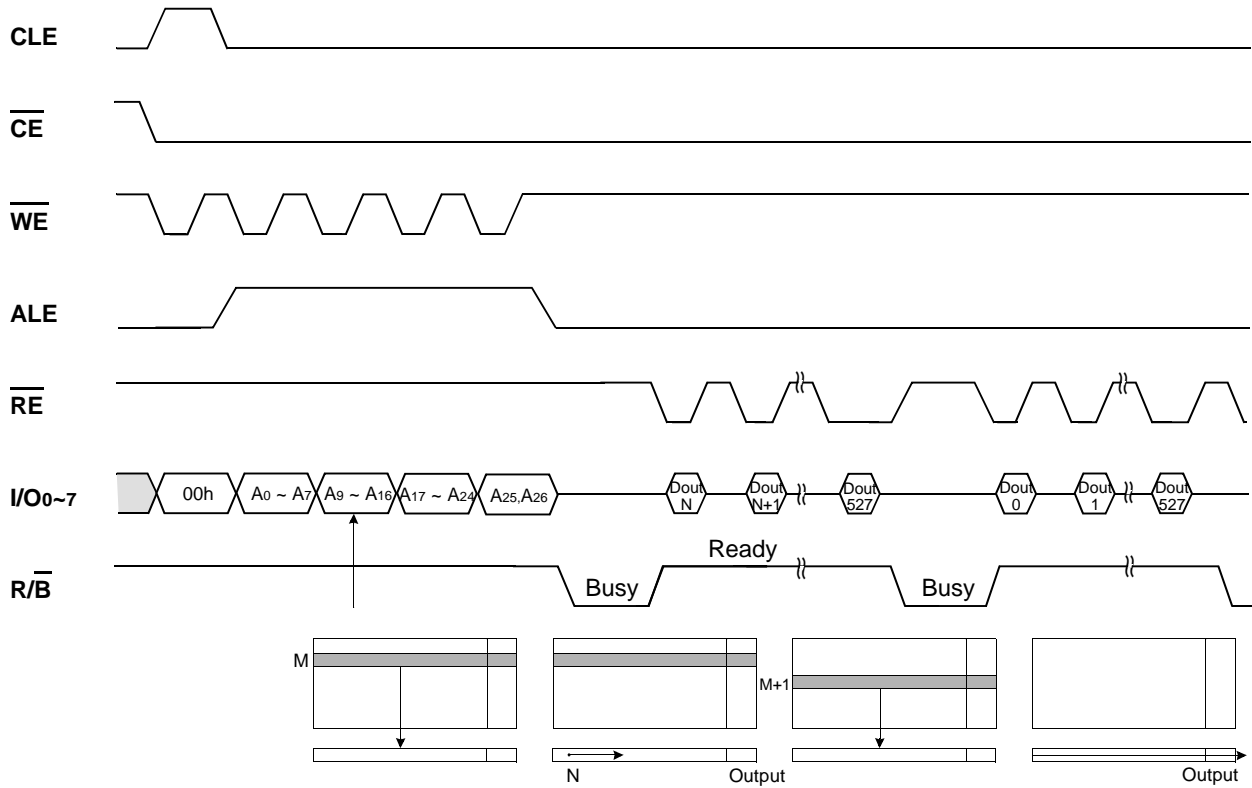 CLE
CE
WE
ALE
RE
I/O0~7
00h
A0 ~ A7
A9 ~ A16
A17 ~ A24
A25,A26
Dout
N
Dout
N+1
Dout
527
Dout
0
Dout
1
Dout
527
R/B
Busy
Ready
Busy
M
M+1
N
Output
Output